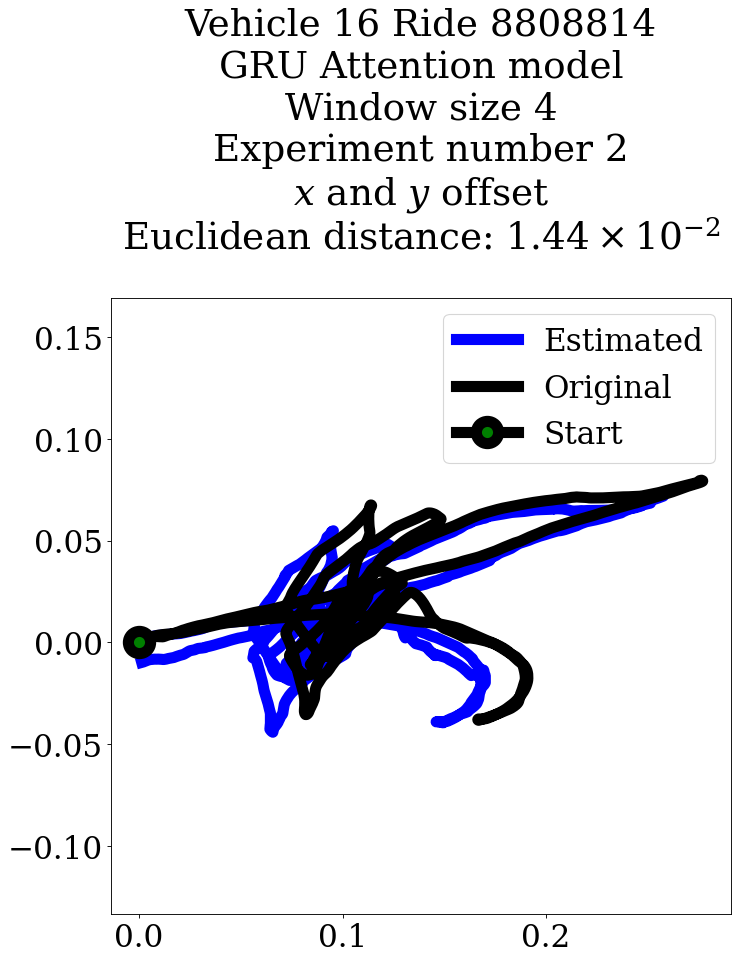 Vehicle 16 Ride 8808814
GRU Attention model
Window size 4
Experiment number 2
x and y offset
Euclidean distance: 1.44 × 10⁻²
Estimated
Original
Start
0.15
0.10
0.05
0.00
−0.05
−0.10
0.0 0.1 0.2